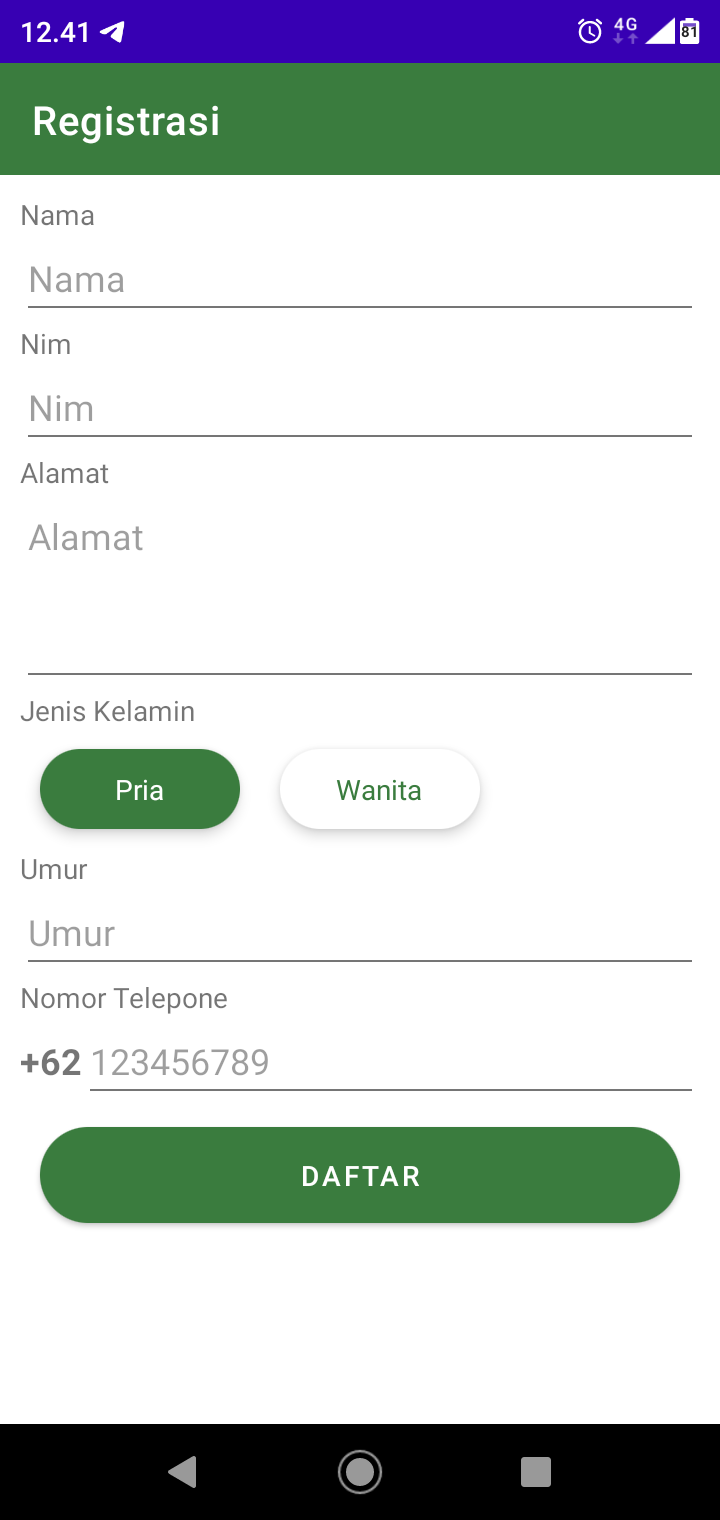 12.41 4G 81
Registrasi
Nama
Nama
Nim
Nim
Alamat
Alamat
Jenis Kelamin
Pria Wanita
Umur
Umur
Nomor Telepone
+62 123456789
DAFTAR